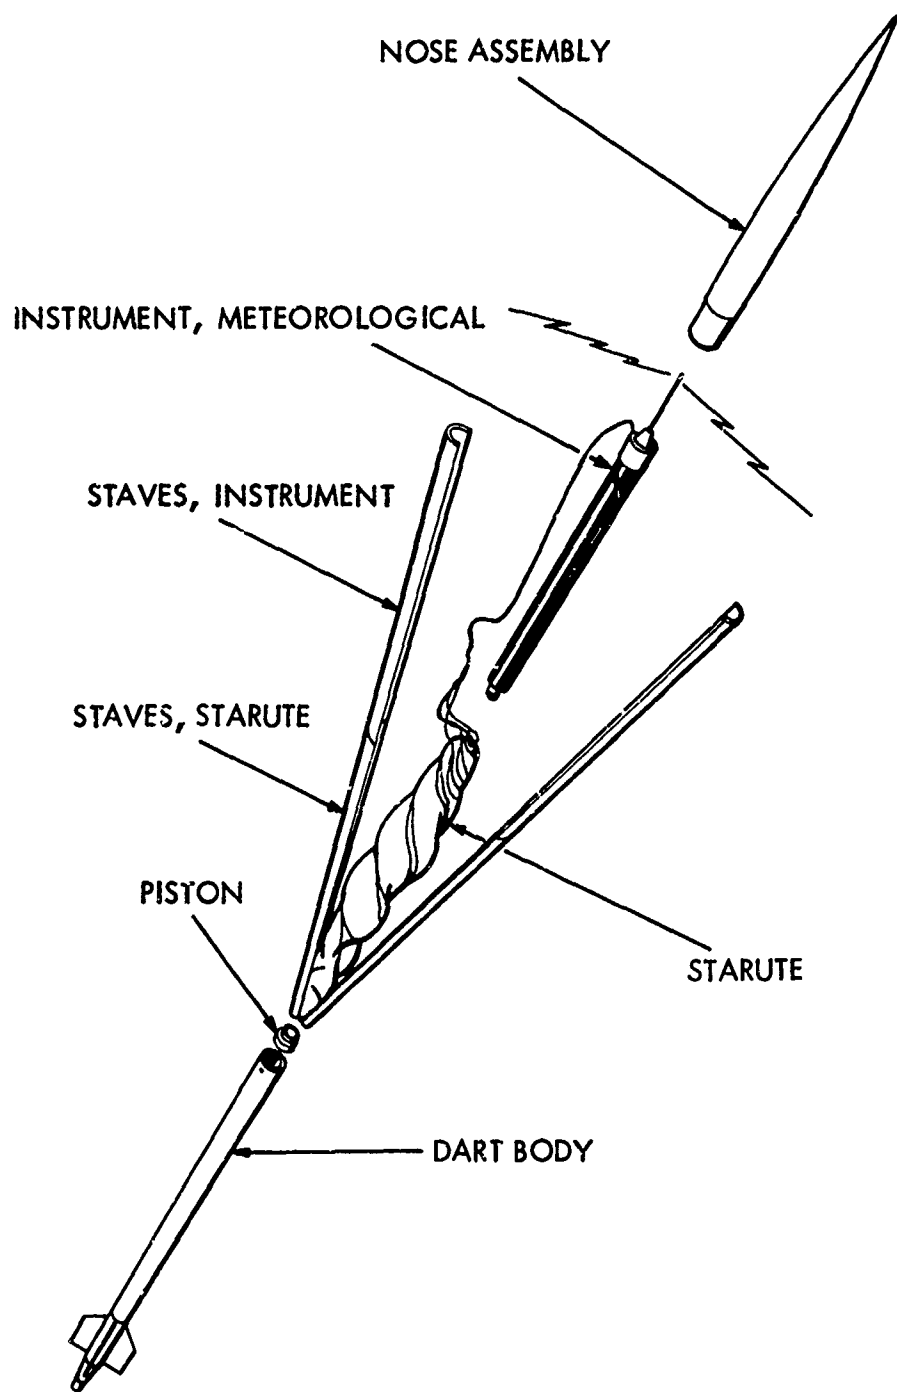 NOSE ASSEMBLY
INSTRUMENT, METEOROLOGICAL
STAVES, INSTRUMENT
STAVES, STARUTE
PISTON
STARUTE
DART BODY